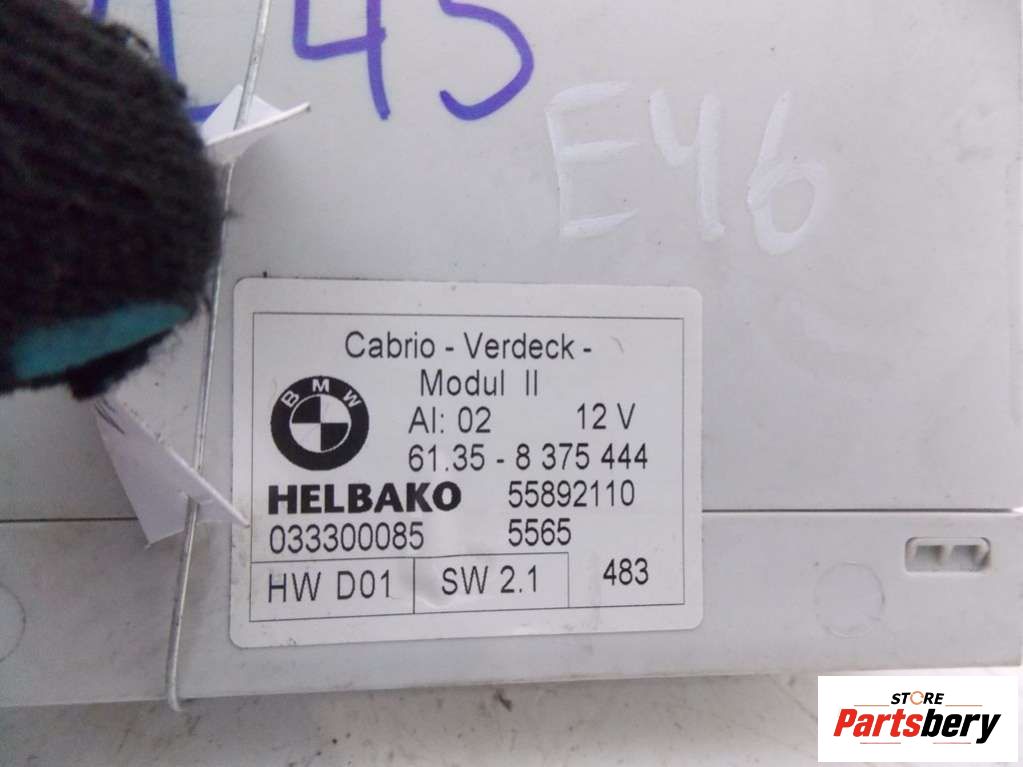 45
E46
Cabrio - Verdeck -
Modul II
BMW
AI: 02 12 V
61.35 - 8 375 444
HELBAKO 55892110
033300085 5565
HW D01 SW 2.1 483
STORE
Partsbery